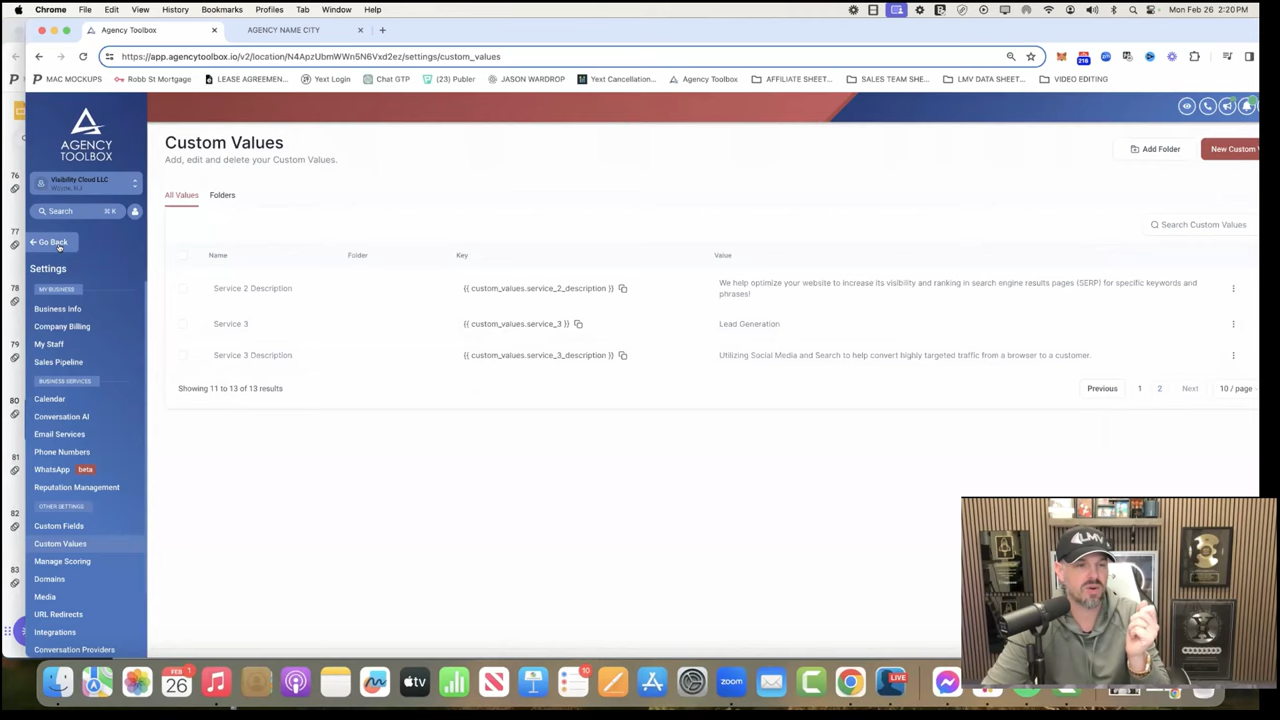 Chrome File Edit View History Bookmarks Profiles Tab Window Help
Mon Feb 26 2:20 PM
Agency Toolbox
AGENCY NAME CITY
https://app.agencytoolbox.io/v2/location/N4ApzUbmWWn5N6Vxd2ez/settings/custom_values
216
MAC MOCKUPS
Robb St Mortgage
LEASE AGREEMEN...
Yext Login
Chat GTP
(23) Publer
JASON WARDROP
Yext Cancellation...
Agency Toolbox
AFFILIATE SHEET...
SALES TEAM SHE...
LMV DATA SHEET...
VIDEO EDITING
AGENCY
TOOLBOX
Visibility Cloud LLC
Wayne, NJ
Search ⌘ K
Go Back
Settings
MY BUSINESS
Business Info
Company Billing
My Staff
Sales Pipeline
BUSINESS SERVICES
Calendar
Conversation AI
Email Services
Phone Numbers
WhatsApp beta
Reputation Management
OTHER SETTINGS
Custom Fields
Custom Values
Manage Scoring
Domains
Media
URL Redirects
Integrations
Conversation Providers
76
77
78
79
80
81
82
83
Custom Values
Add, edit and delete your Custom Values.
Add Folder
New Custom
All Values
Folders
Search Custom Values
Name Folder Key Value
Service 2 Description {{ custom_values.service_2_description }} We help optimize your website to increase its visibility and ranking in search engine results pages (SERP) for specific keywords and
phrases!
Service 3 {{ custom_values.service_3 }} Lead Generation
Service 3 Description {{ custom_values.service_3_description }} Utilizing Social Media and Search to help convert highly targeted traffic from a browser to a customer.
Showing 11 to 13 of 13 results
Previous 1 2 Next 10 / page
LMV
FEB 1
26
tv
10
zoom
LIVE